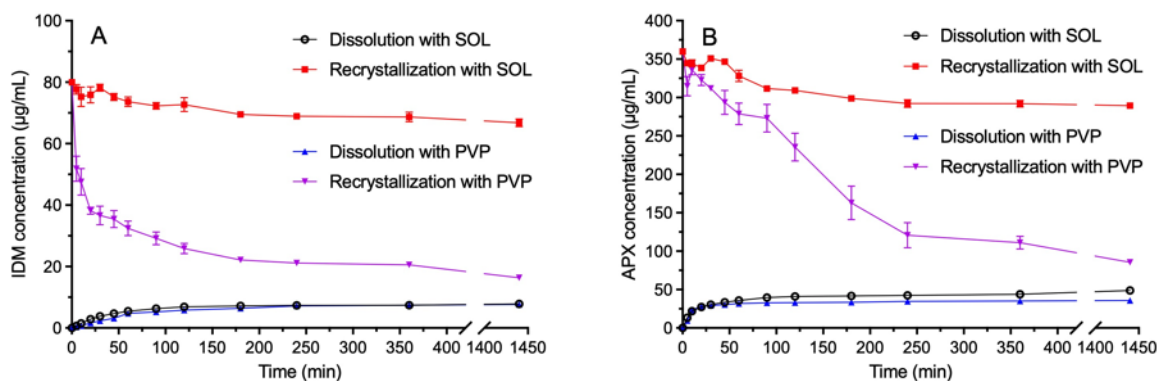 A
IDM concentration (µg/mL)
100
80
60
40
20
0
Dissolution with SOL
Recrystallization with SOL
Dissolution with PVP
Recrystallization with PVP
0 50 100 150 200 250 300 350 400 1400 1450
Time (min)
B
APX concentration (µg/mL)
400
350
300
250
200
150
100
50
0
Dissolution with SOL
Recrystallization with SOL
Dissolution with PVP
Recrystallization with PVP
0 50 100 150 200 250 300 350 400 1400 1450
Time (min)